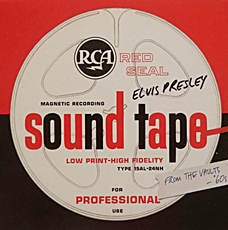 RCA RED
SEAL
ELVIS PRESLEY
MAGNETIC RECORDING
sound tape
LOW PRINT-HIGH FIDELITY
TYPE 15AL-24NH
FROM THE VAULTS
- '60s
FOR
PROFESSIONAL
USE